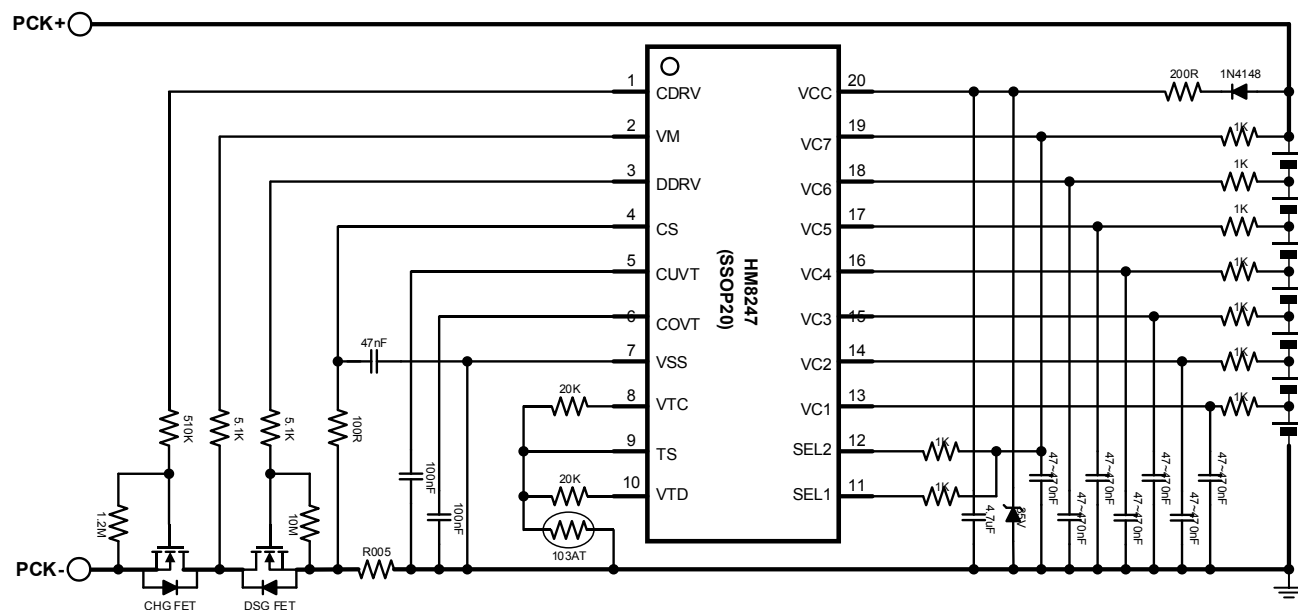 PCK+
HM8247
(SSOP20)
1
CDRV
2
VM
3
DDRV
4
CS
5
CUVT
6
COVT
7
VSS
8
VTC
9
TS
10
VTD
20
VCC
19
VC7
18
VC6
17
VC5
16
VC4
15
VC3
14
VC2
13
VC1
12
SEL2
11
SEL1
200R
1N4148
1K
1K
1K
1K
1K
1K
1K
1K
1K
47nF
20K
20K
103AT
510K
5.1K
5.1K
100R
1.2M
10M
100nF
100nF
R005
4.7uF
35V
47~470nF
47~470nF
47~470nF
47~470nF
47~470nF
47~470nF
47~470nF
PCK-
CHG FET
DSG FET